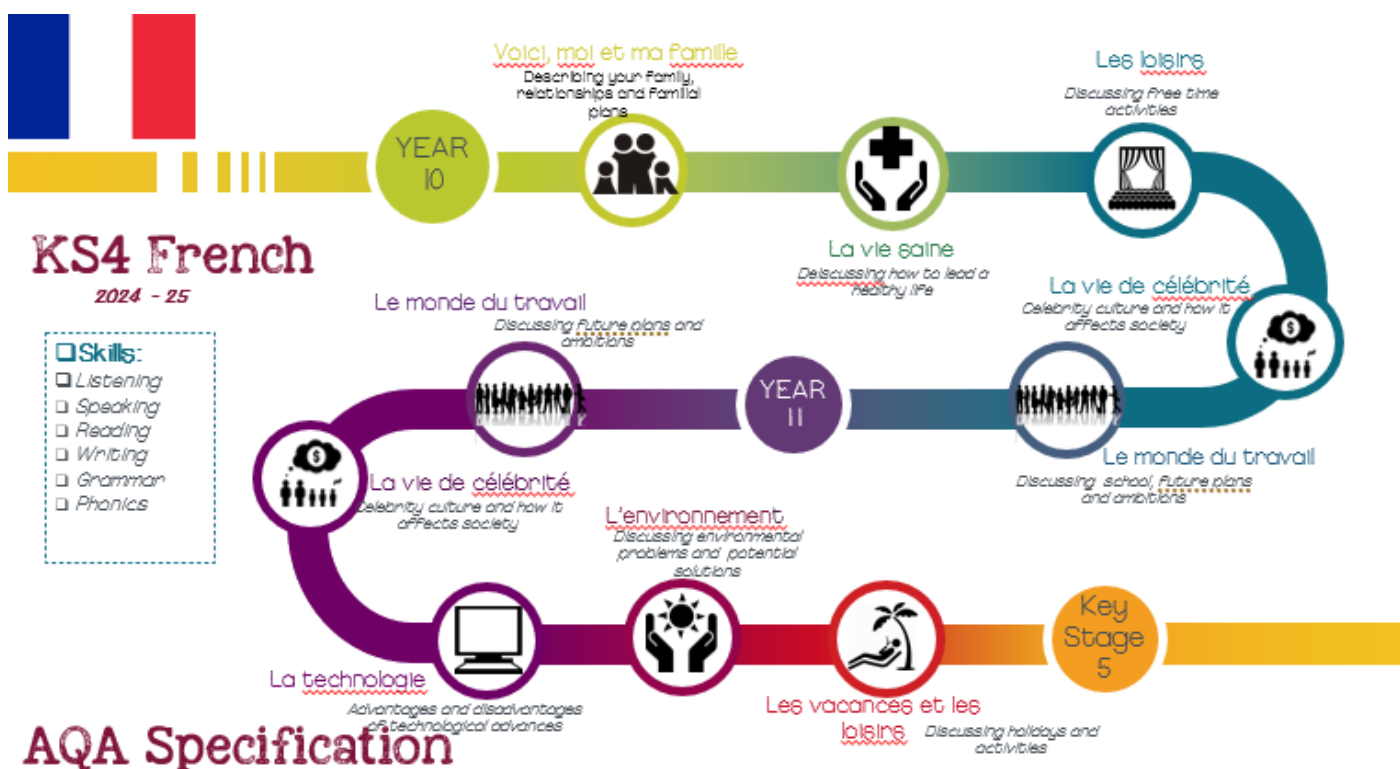 Voici, moi et ma famille
Describing your family,
relationships and familial
plans
Les loisirs
Discussing free time
activities
YEAR
10
KS4 French
2024 - 25
La vie saine
Deiscussing how to lead a
healthy life
La vie de célébrité
Celebrity culture and how it
affects society
Le monde du travail
Discussing future plans and
ambitions
Skills:
Listening
Speaking
Reading
Writing
Grammar
Phonics
YEAR
11
Le monde du travail
Discussing school, future plans
and ambitions
La vie de célébrité
Celebrity culture and how it
affects society
L'environnement
Discussing environmental
problems and potential
solutions
Key
Stage
5
La technologie
Advantages and disadvantages
of technological advances
Les vacances et les
loisirs
Discussing holidays and
activities
AQA Specification
$
$